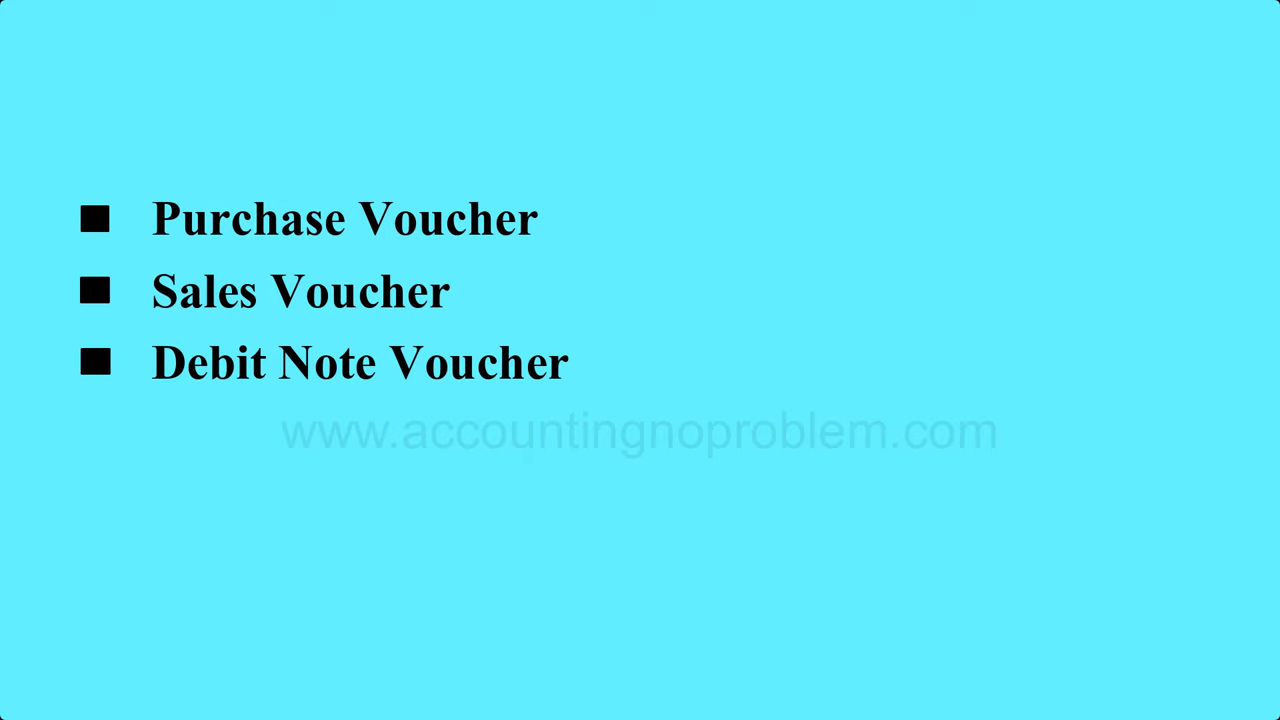 Purchase Voucher
Sales Voucher
Debit Note Voucher
www.accountingnoproblem.com